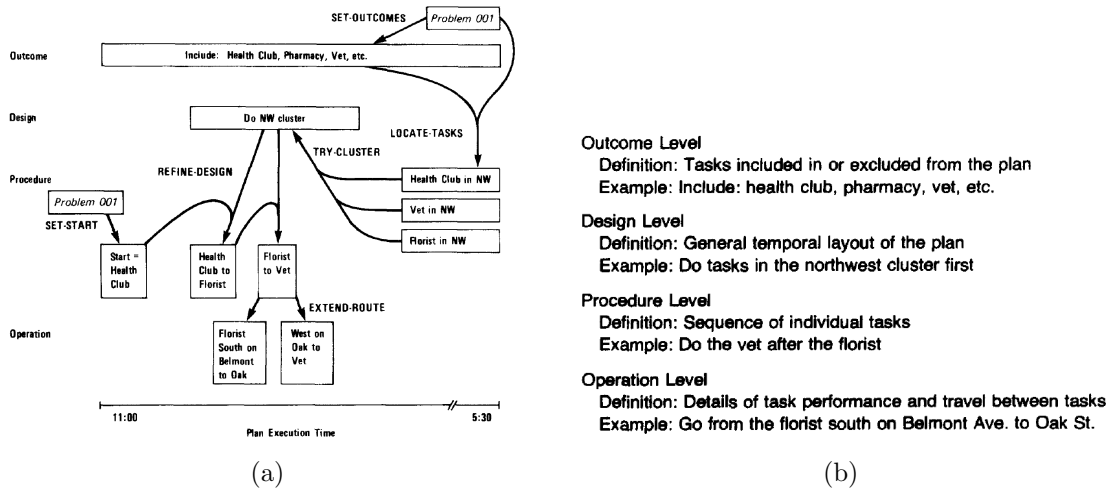 SET-OUTCOMES
Problem 001
Outcome
Include: Health Club, Pharmacy, Vet, etc.
Design
Do NW cluster
LOCATE-TASKS
TRY-CLUSTER
REFINE-DESIGN
Procedure
Health Club in NW
Problem 001
Vet in NW
SET-START
Florist in NW
Start =
Health
Club
Health
Club to
Florist
Florist
to Vet
EXTEND-ROUTE
Operation
Florist
South on
Belmont
to Oak
West on
Oak to
Vet
11:00
5:30
Plan Execution Time
(a)
Outcome Level
Definition: Tasks included in or excluded from the plan
Example: Include: health club, pharmacy, vet, etc.
Design Level
Definition: General temporal layout of the plan
Example: Do tasks in the northwest cluster first
Procedure Level
Definition: Sequence of individual tasks
Example: Do the vet after the florist
Operation Level
Definition: Details of task performance and travel between tasks
Example: Go from the florist south on Belmont Ave. to Oak St.
(b)